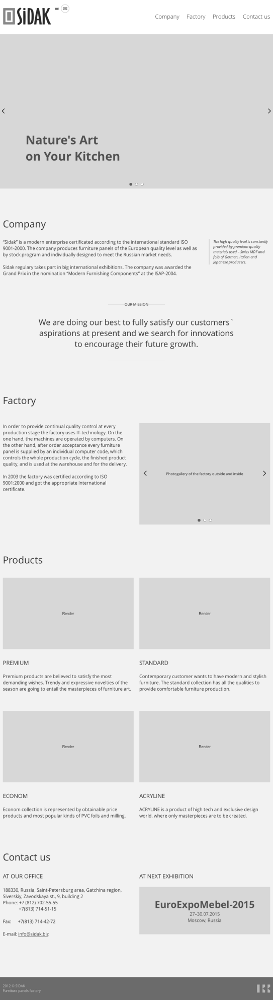 SiDAK
Company Factory Products Contact us
Nature's Art
on Your Kitchen
Company
“Sidak” is a modern enterprise certificated according to the international standard ISO
9001-2000. The company produces furniture panels of the European quality level as well as
by stock program and individually designed to meet the Russian market needs.
Sidak regulary takes part in big international exhibitions. The company was awarded the
Grand Prix in the nomination “Modern Furnishing Components” at the ISAP-2004.
The high quality level is constantly
provided by premium quality
materials used – Swiss MDF and
foils of German, Italian and
Japanese producers.
OUR MISSION
We are doing our best to fully satisfy our customers`
aspirations at present and we search for innovations
to encourage their future growth.
Factory
In order to provide continual quality control at every
production stage the factory uses IT-technology. On the
one hand, the machines are operated by computers. On
the other hand, after order acceptance every furniture
panel is supplied by an individual computer code, which
controls the whole production cycle, the finished product
quality, and is used at the warehouse and for the delivery.
In 2003 the factory was certified according to ISO
9001:2000 and got the appropriate International
certificate.
Photogallery of the factory outside and inside
Products
Render
Render
PREMIUM
Premium products are believed to satisfy the most
demanding wishes. Trendy and expressive novelties of the
season are going to entail the masterpieces of furniture art.
STANDARD
Contemporary customer wants to have modern and stylish
furniture. The standard collection has all the qualities to
provide comfortable furniture production.
Render
Render
ECONOM
Econom collection is represented by obtainable price
products and most popular kinds of PVC foils and milling.
ACRYLINE
ACRYLINE is a product of high tech and exclusive design
world, where only masterpieces are to be created.
Contact us
AT OUR OFFICE
188330, Russia, Saint-Petersburg area, Gatchina region,
Siverskiy, Zavodskaya st., 9, building 2
Phone: +7 (812) 702-55-55
+7(813) 714-51-15
Fax: +7(813) 714-42-72
E-mail: info@sidak.biz
AT NEXT EXHIBITION
EuroExpoMebel-2015
27–30.07.2015
Moscow, Russia
2012 © SIDAK
Furniture panels factory